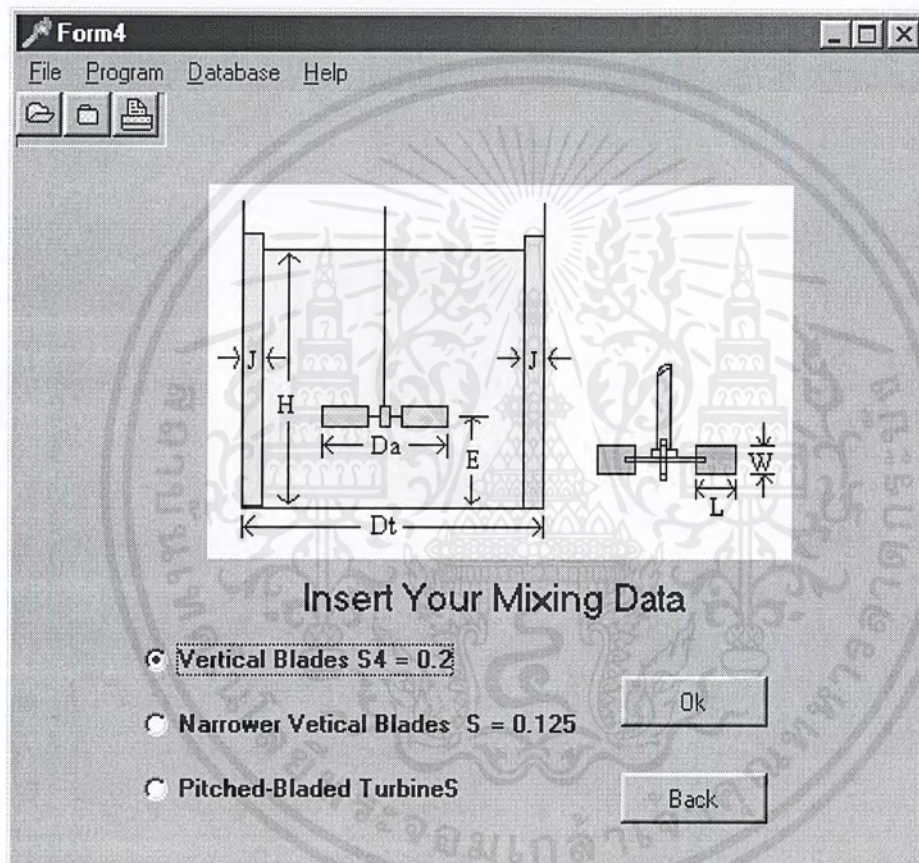 Form4
File Program Database Help
J
H
Da
E
J
Dt
W
L
Insert Your Mixing Data
Vertical Blades S4 = 0.2
Narrower Vetical Blades S = 0.125
Pitched-Bladed TurbineS
Ok
Back